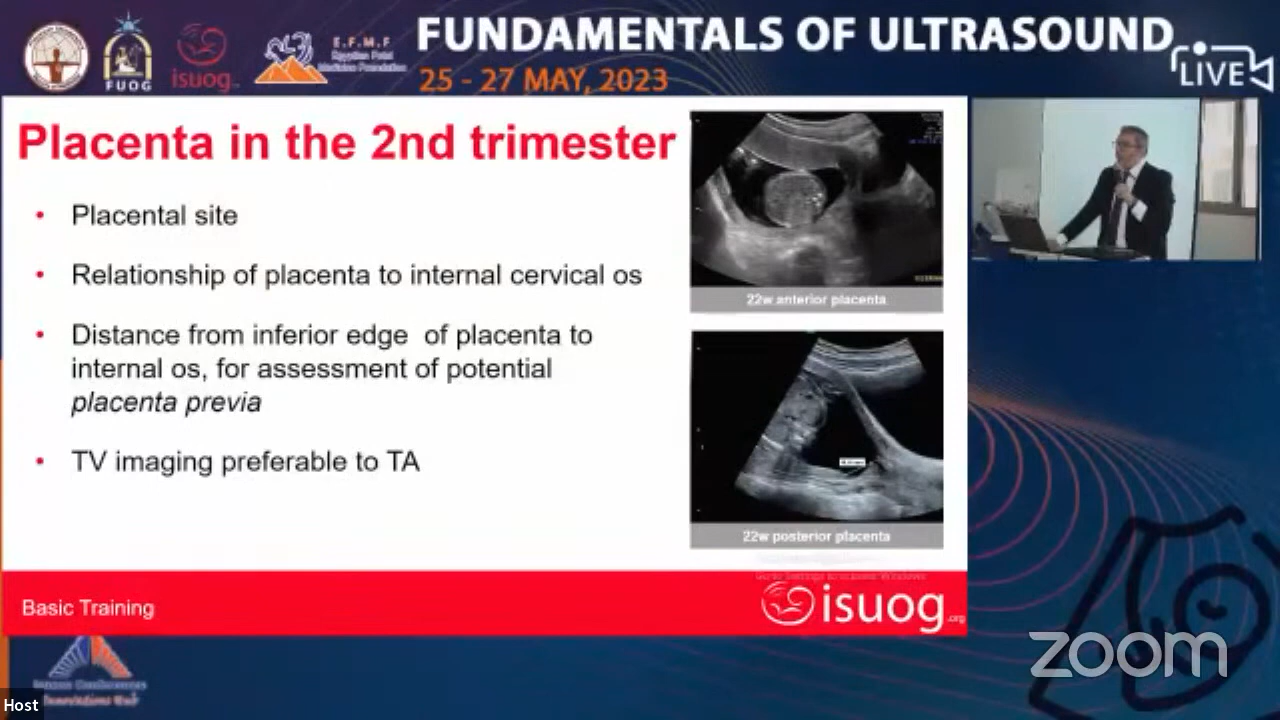 FUNDAMENTALS OF ULTRASOUND
25 - 27 MAY, 2023
LIVE
FUOG
isuog
E.F.M.F
Placenta in the 2nd trimester
• Placental site
• Relationship of placenta to internal cervical os
• Distance from inferior edge of placenta to
internal os, for assessment of potential
placenta previa
• TV imaging preferable to TA
22w anterior placenta
22w posterior placenta
Basic Training
isuog.org
zoom
Host